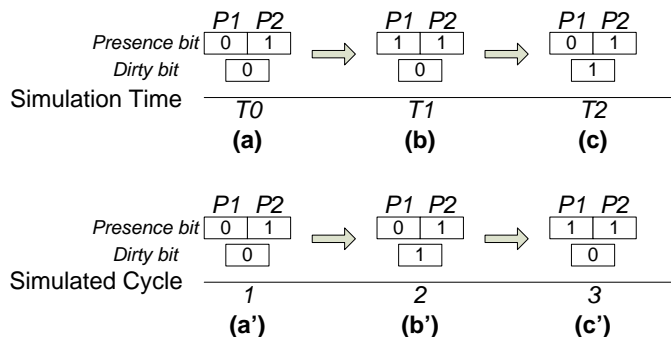 P1 P2 P1 P2 P1 P2
Presence bit 0 1 1 1 0 1
Dirty bit 0 0 1
Simulation Time
T0 T1 T2
(a) (b) (c)
P1 P2 P1 P2 P1 P2
Presence bit 0 1 0 1 1 1
Dirty bit 0 1 0
Simulated Cycle
1 2 3
(a') (b') (c')